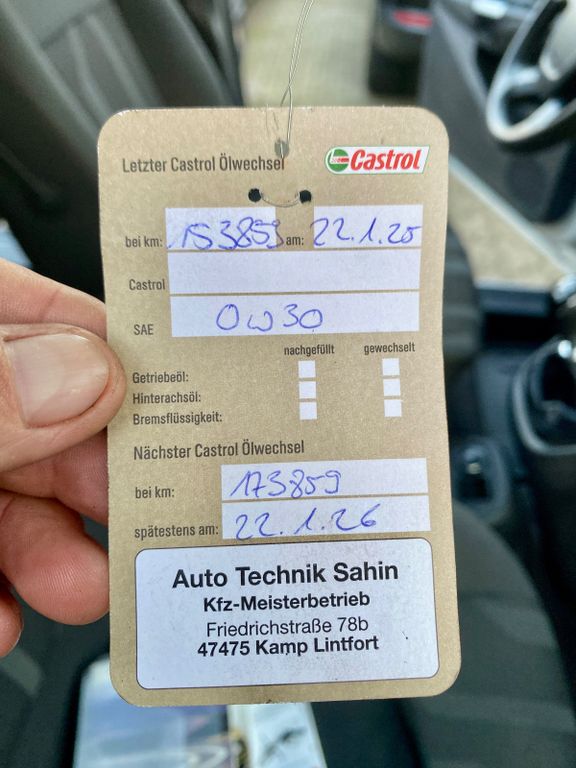 Letzter Castrol Ölwechsel
Castrol
bei km: 153859 am: 22.1.25
Castrol
SAE 0W30
nachgefüllt gewechselt
Getriebeöl:
Hinterachsöl:
Bremsflüssigkeit:
Nächster Castrol Ölwechsel
bei km: 173859
spätestens am: 22.1.26
Auto Technik Sahin
Kfz-Meisterbetrieb
Friedrichstraße 78b
47475 Kamp Lintfort